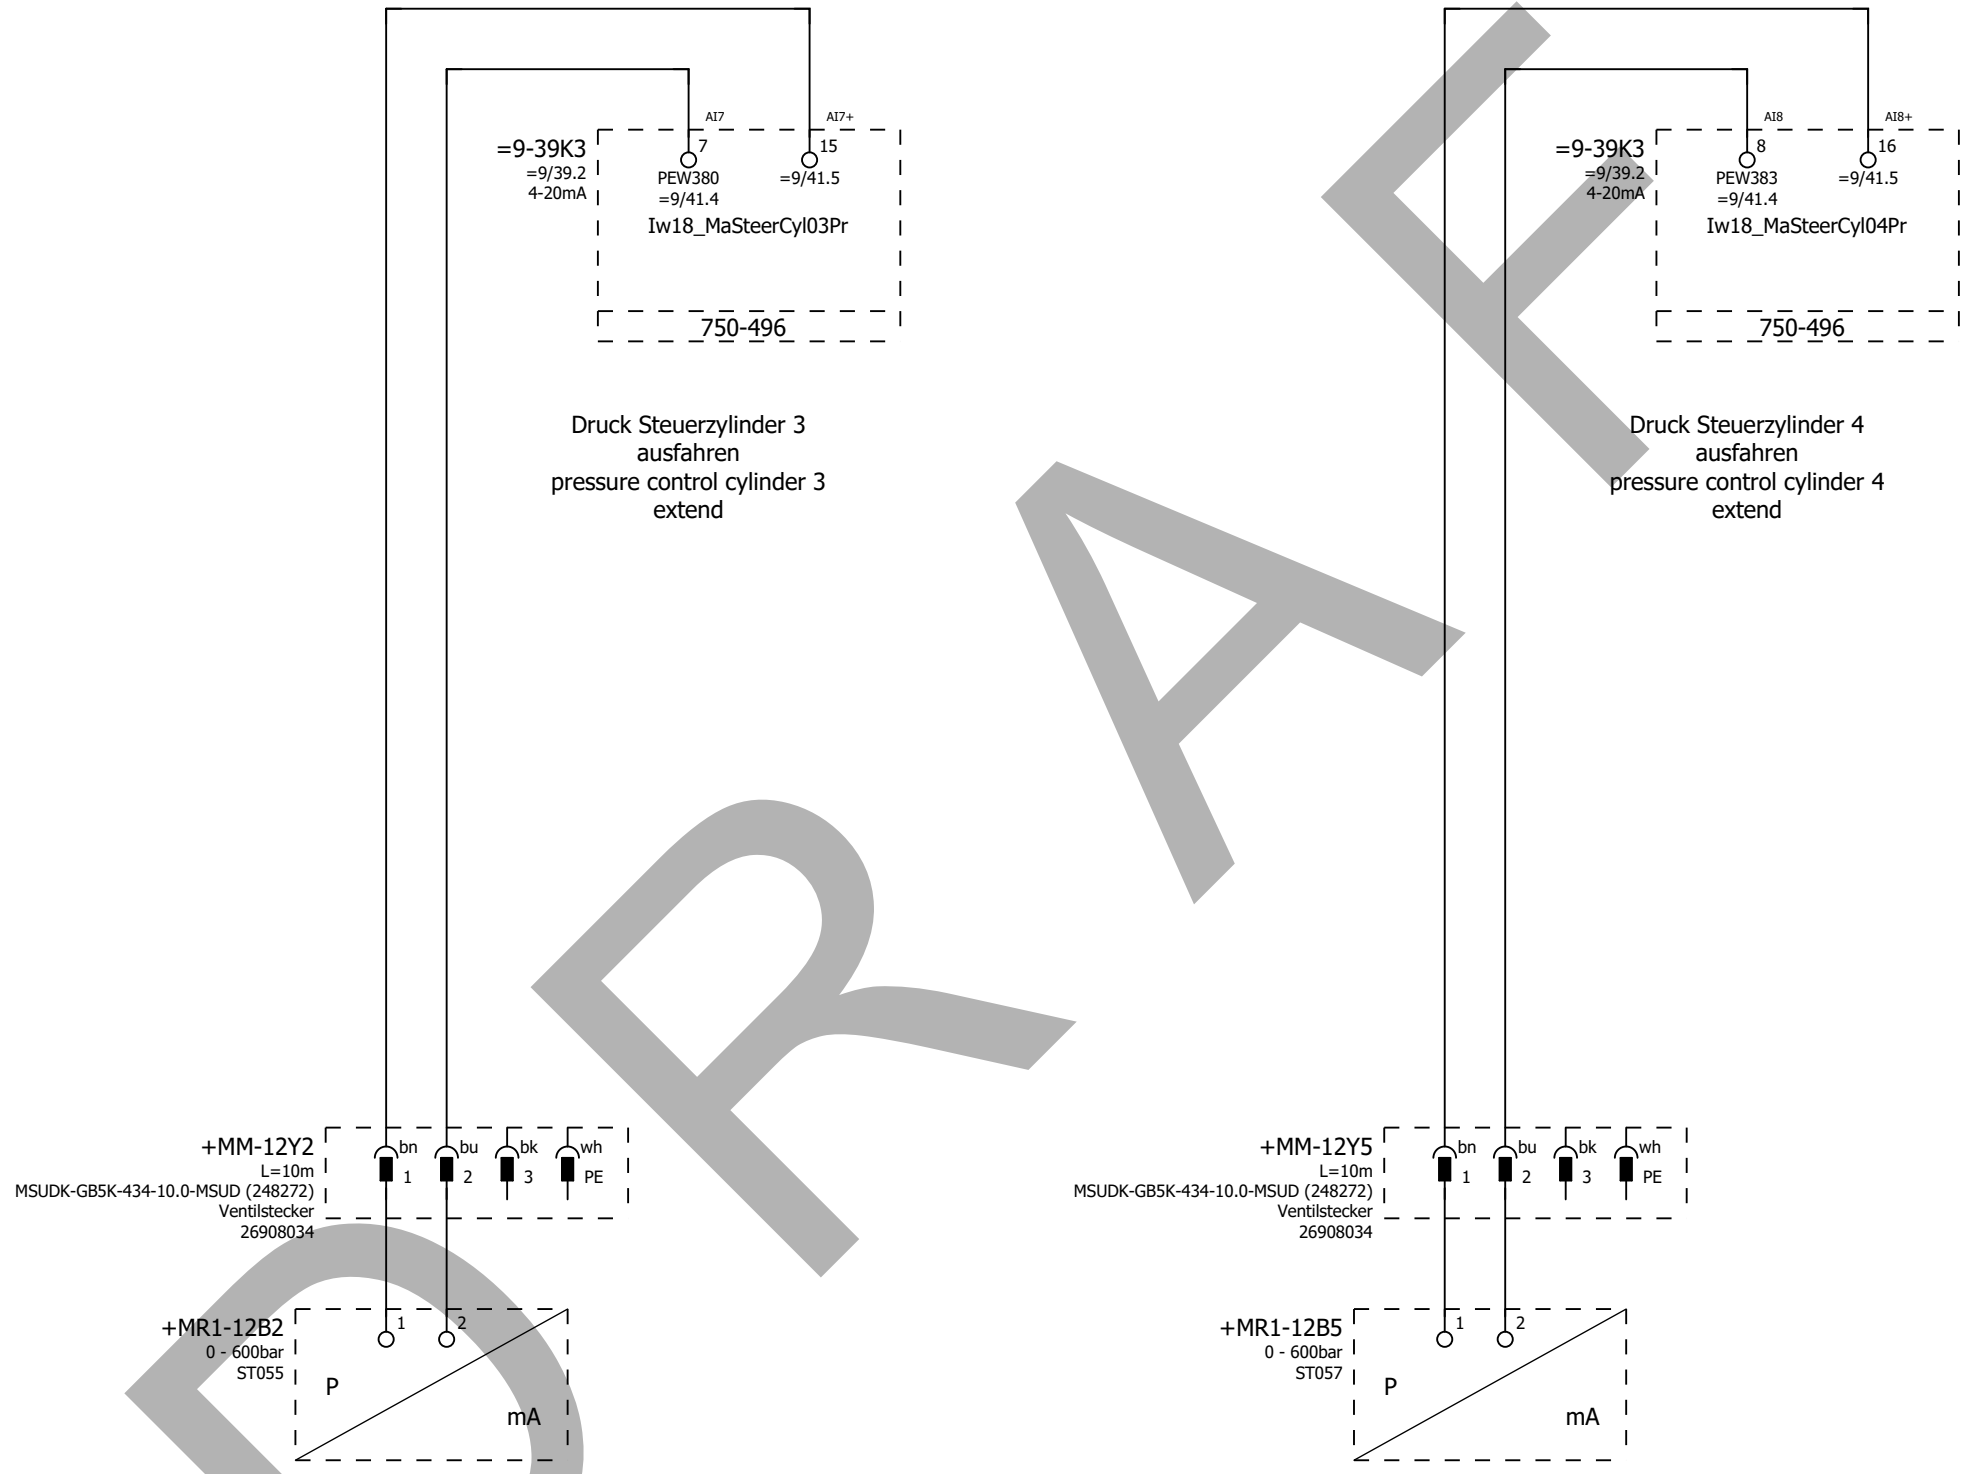 AI7
AI7+
=9-39K3
=9/39.2
4-20mA
7
15
PEW380
=9/41.4
=9/41.5
Iw18_MaSteerCyl03Pr
750-496
Druck Steuerzylinder 3
ausfahren
pressure control cylinder 3
extend
+MM-12Y2
L=10m
MSUDK-GB5K-434-10.0-MSUD (248272)
Ventilstecker
26908034
bn
1
bu
2
bk
3
wh
PE
+MR1-12B2
0 - 600bar
ST055
1
2
P
mA
AI8
AI8+
=9-39K3
=9/39.2
4-20mA
8
16
PEW383
=9/41.4
=9/41.5
Iw18_MaSteerCyl04Pr
750-496
Druck Steuerzylinder 4
ausfahren
pressure control cylinder 4
extend
+MM-12Y5
L=10m
MSUDK-GB5K-434-10.0-MSUD (248272)
Ventilstecker
26908034
bn
1
bu
2
bk
3
wh
PE
+MR1-12B5
0 - 600bar
ST057
1
2
P
mA
DRAF